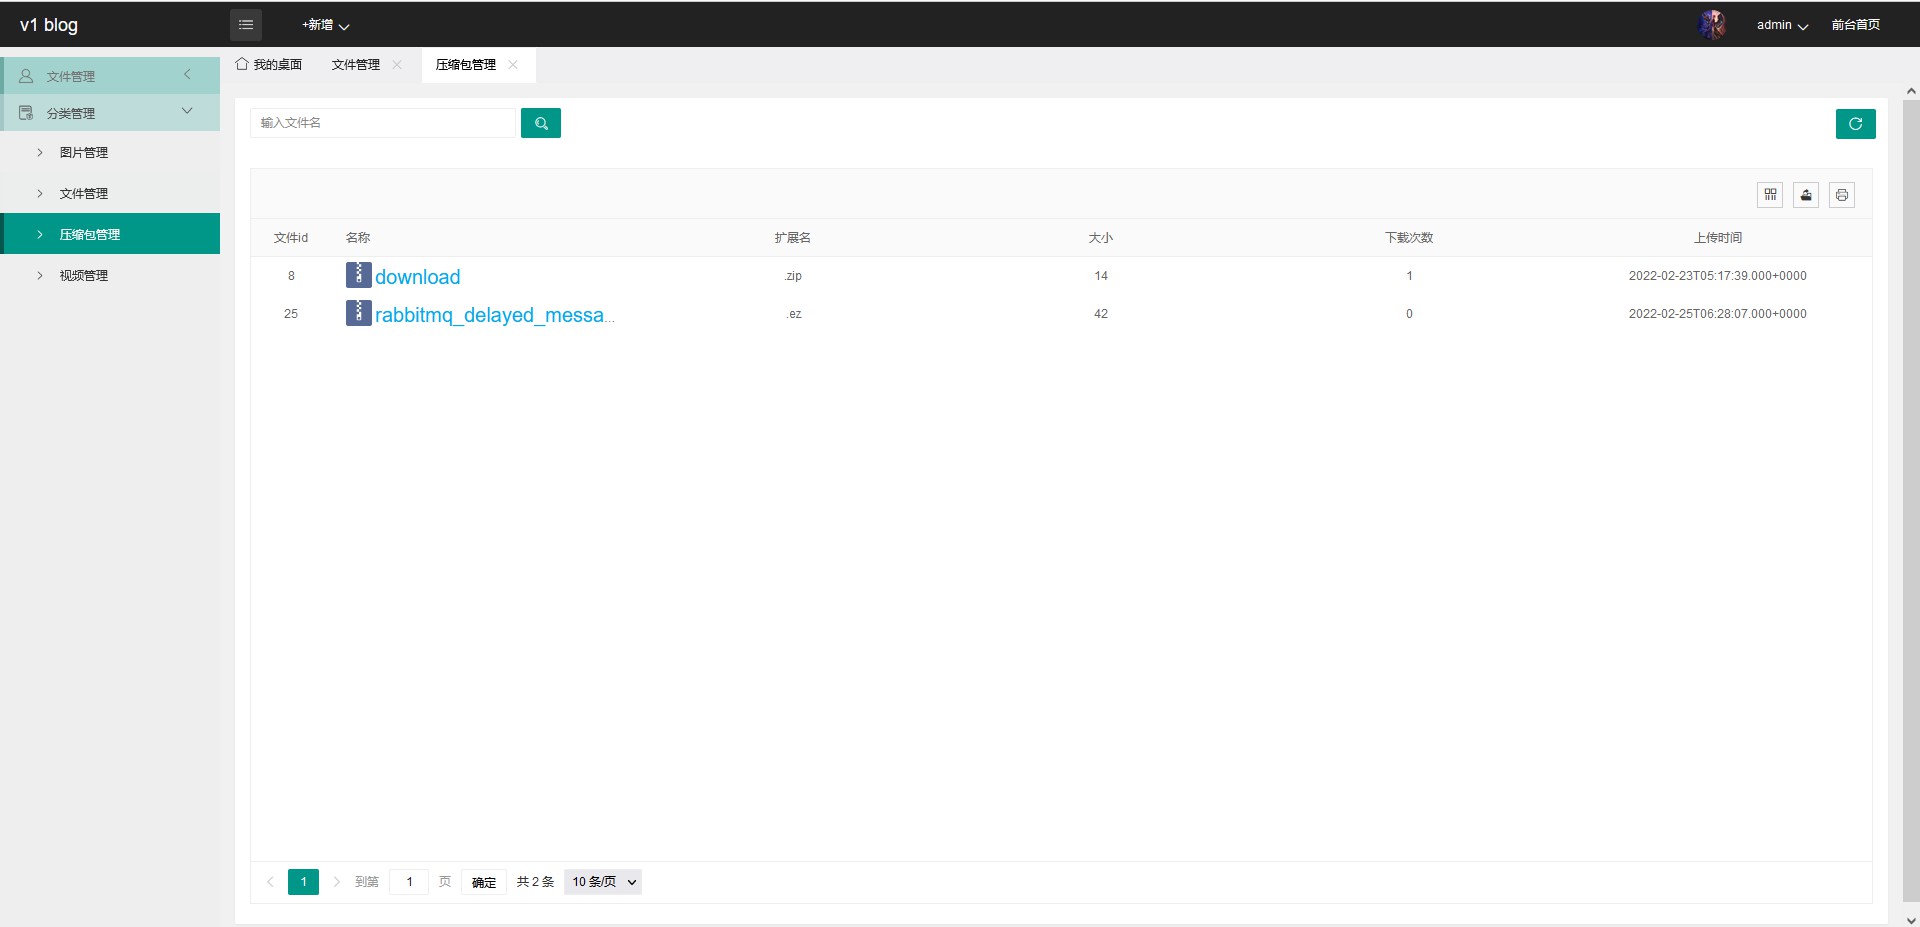 v1 blog
+新增
admin
前台首页
文件管理
分类管理
图片管理
文件管理
压缩包管理
视频管理
我的桌面 文件管理 压缩包管理
输入文件名
文件id 名称 扩展名 大小 下载次数 上传时间
8 download .zip 14 1 2022-02-23T05:17:39.000+0000
25 rabbitmq_delayed_messa... .ez 42 0 2022-02-25T06:28:07.000+0000
1 到第 1 页 确定 共 2 条 10 条/页